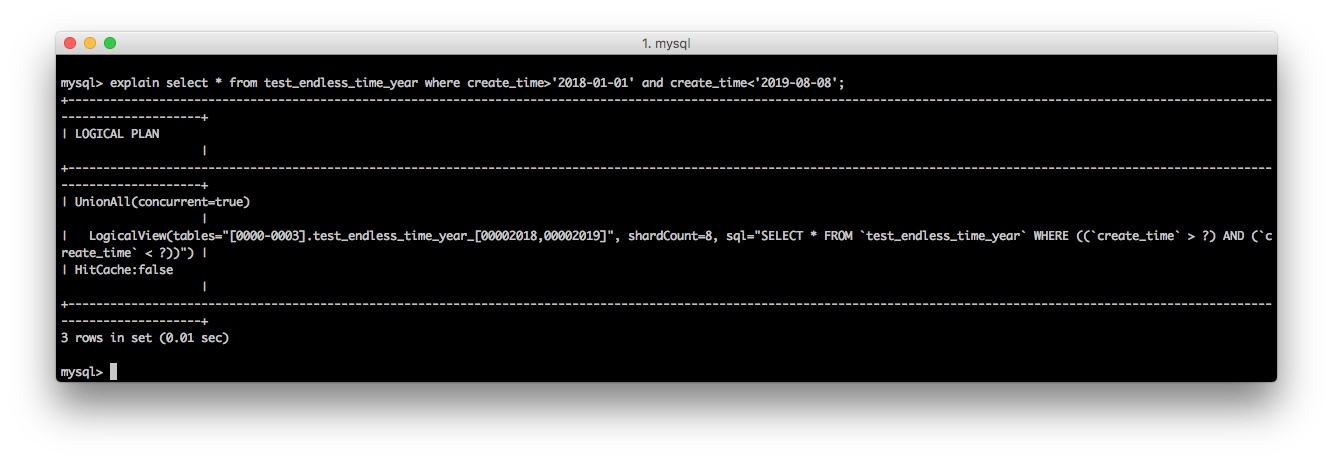 1. mysql
mysql> explain select * from test_endless_time_year where create_time>'2018-01-01' and create_time<'2019-08-08';
+----------------------------------------------------------------------------------------------------------------------------------------------------------------------------
--------------------+
| LOGICAL PLAN
|
+----------------------------------------------------------------------------------------------------------------------------------------------------------------------------
--------------------+
| UnionAll(concurrent=true)
|
|   LogicalView(tables="[0000-0003].test_endless_time_year_[00002018,00002019]", shardCount=8, sql="SELECT * FROM `test_endless_time_year` WHERE ((`create_time` > ?) AND (`c
reate_time` < ?))") |
| HitCache:false
|
+----------------------------------------------------------------------------------------------------------------------------------------------------------------------------
--------------------+
3 rows in set (0.01 sec)
mysql>